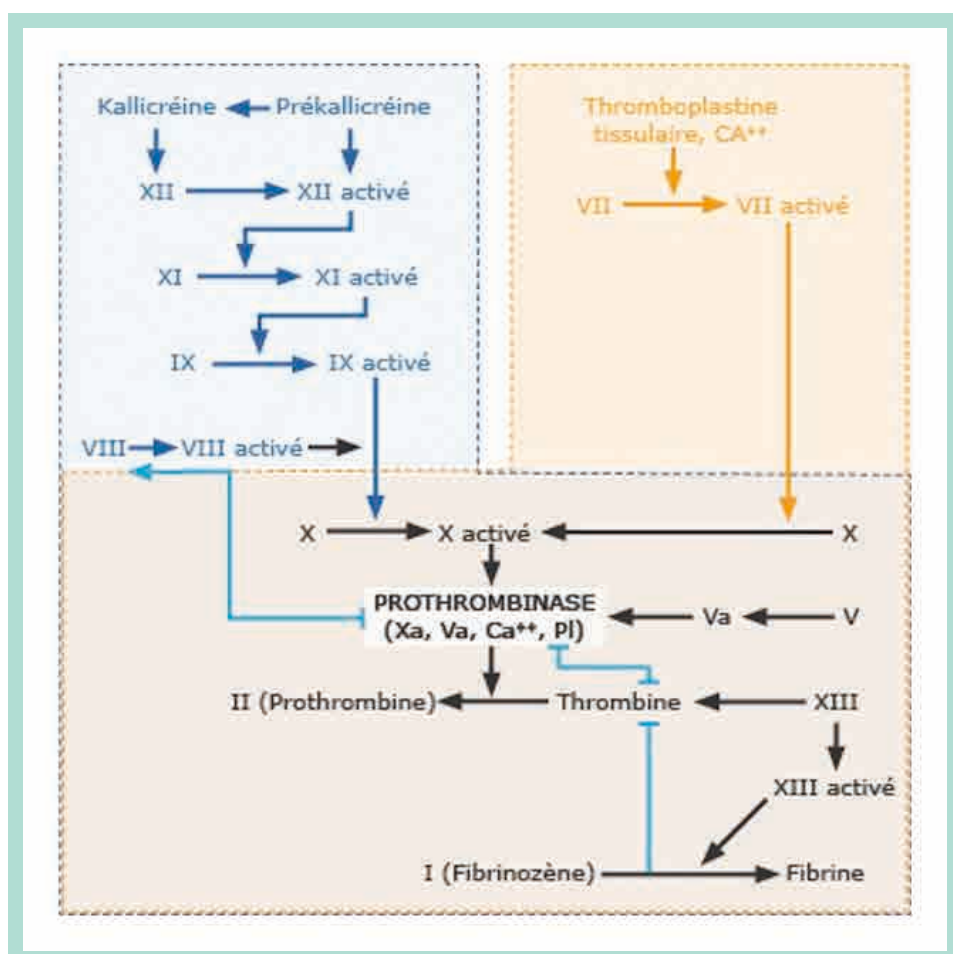 Kallicréine Prékallicréine
Thromboplastine
tissulaire, CA⁺⁺
XII XII activé
VII VII activé
XI XI activé
IX IX activé
VIII VIII activé
X X activé X
PROTHROMBINASE
(Xa, Va, Ca⁺⁺, Pl) Va V
II (Prothrombine) Thrombine XIII
XIII activé
I (Fibrinozène) Fibrine